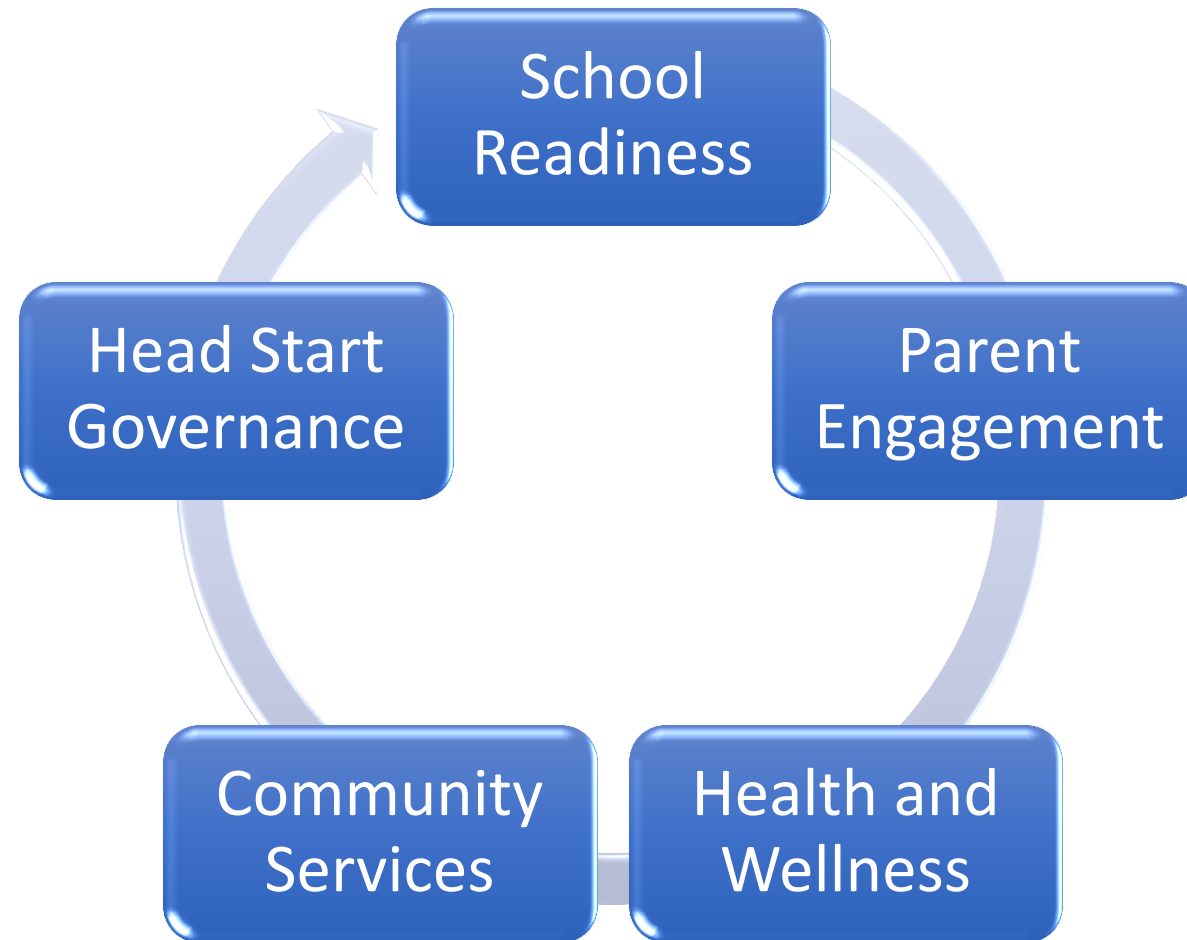 School
Readiness
Parent
Engagement
Health and
Wellness
Community
Services
Head Start
Governance